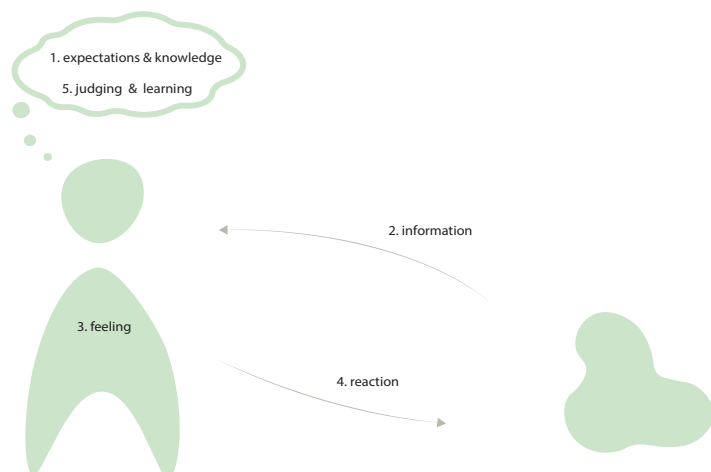 1. expectations & knowledge
5. judging & learning
2. information
3. feeling
4. reaction